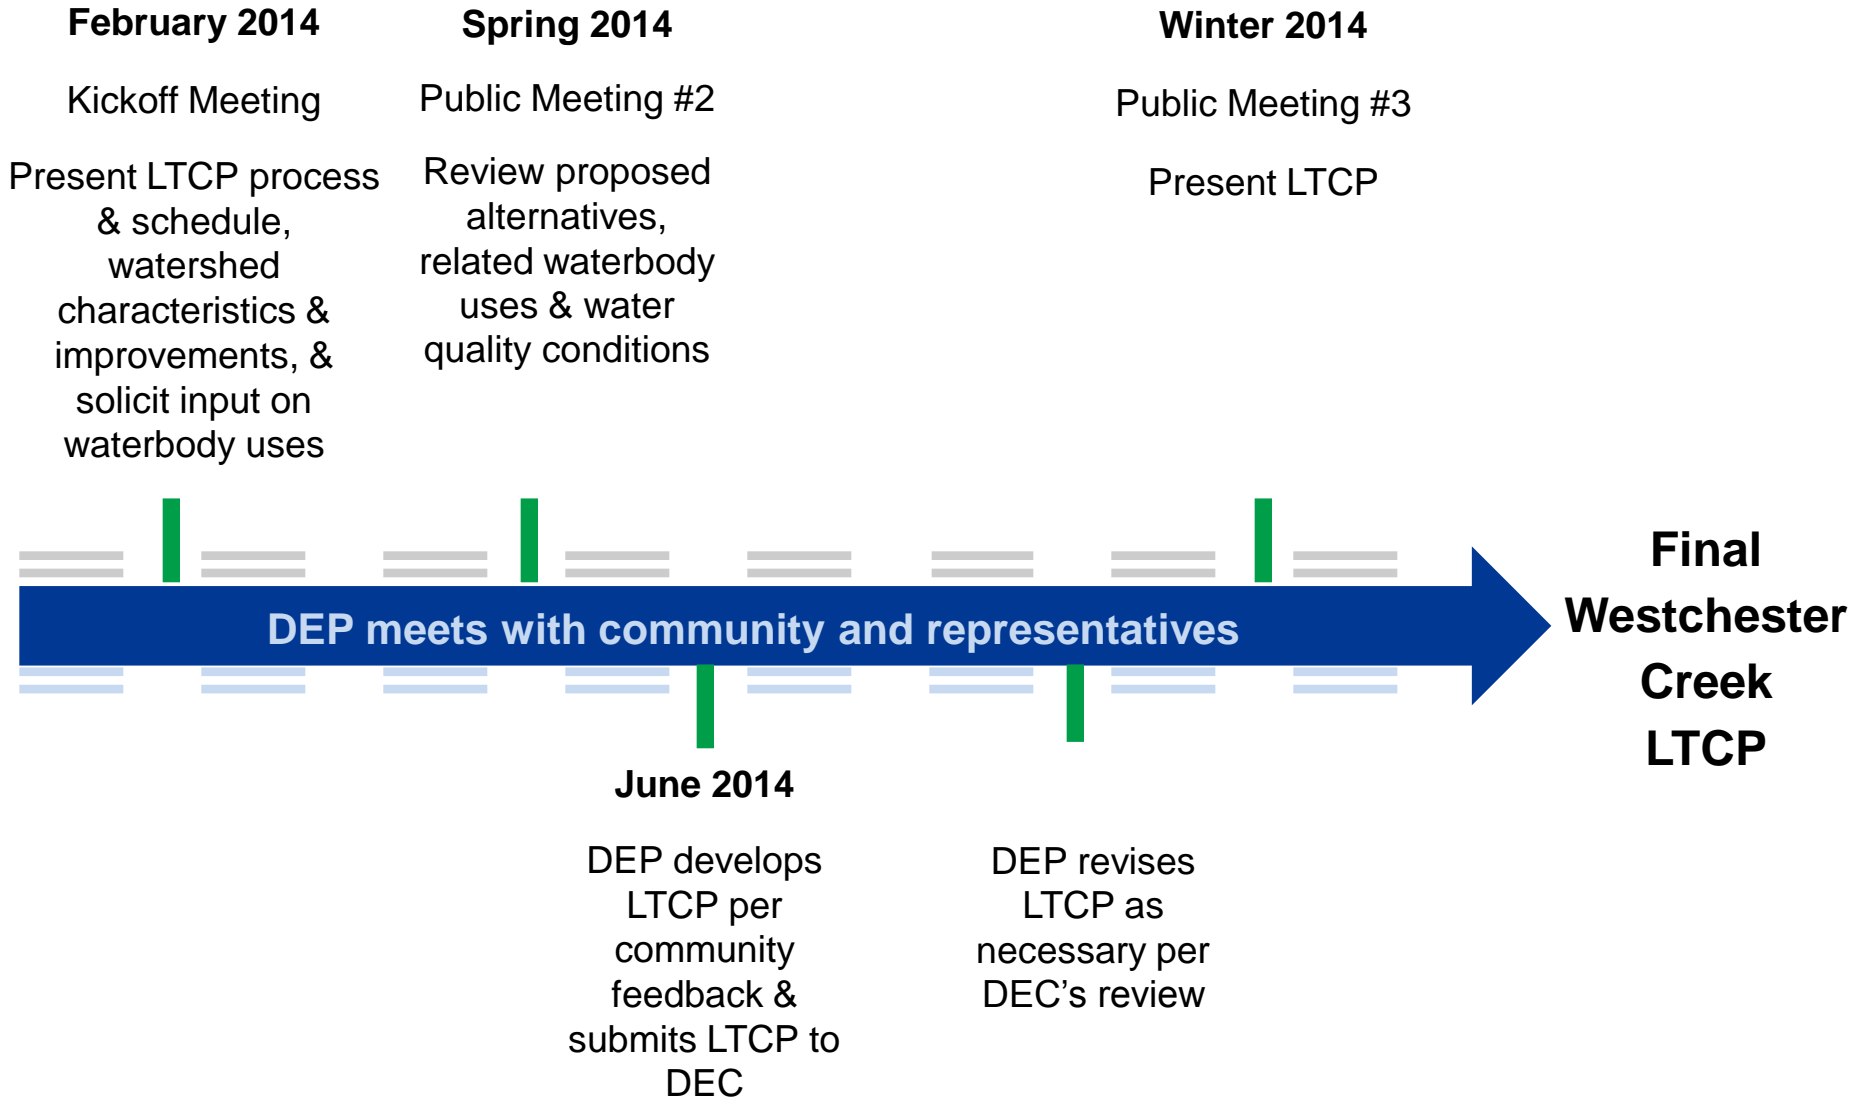 February 2014
Kickoff Meeting
Present LTCP process
& schedule,
watershed
characteristics &
improvements, &
solicit input on
waterbody uses
Spring 2014
Public Meeting #2
Review proposed
alternatives,
related waterbody
uses & water
quality conditions
Winter 2014
Public Meeting #3
Present LTCP
DEP meets with community and representatives
Final
Westchester
Creek
LTCP
June 2014
DEP develops
LTCP per
community
feedback &
submits LTCP to
DEC
DEP revises
LTCP as
necessary per
DEC’s review